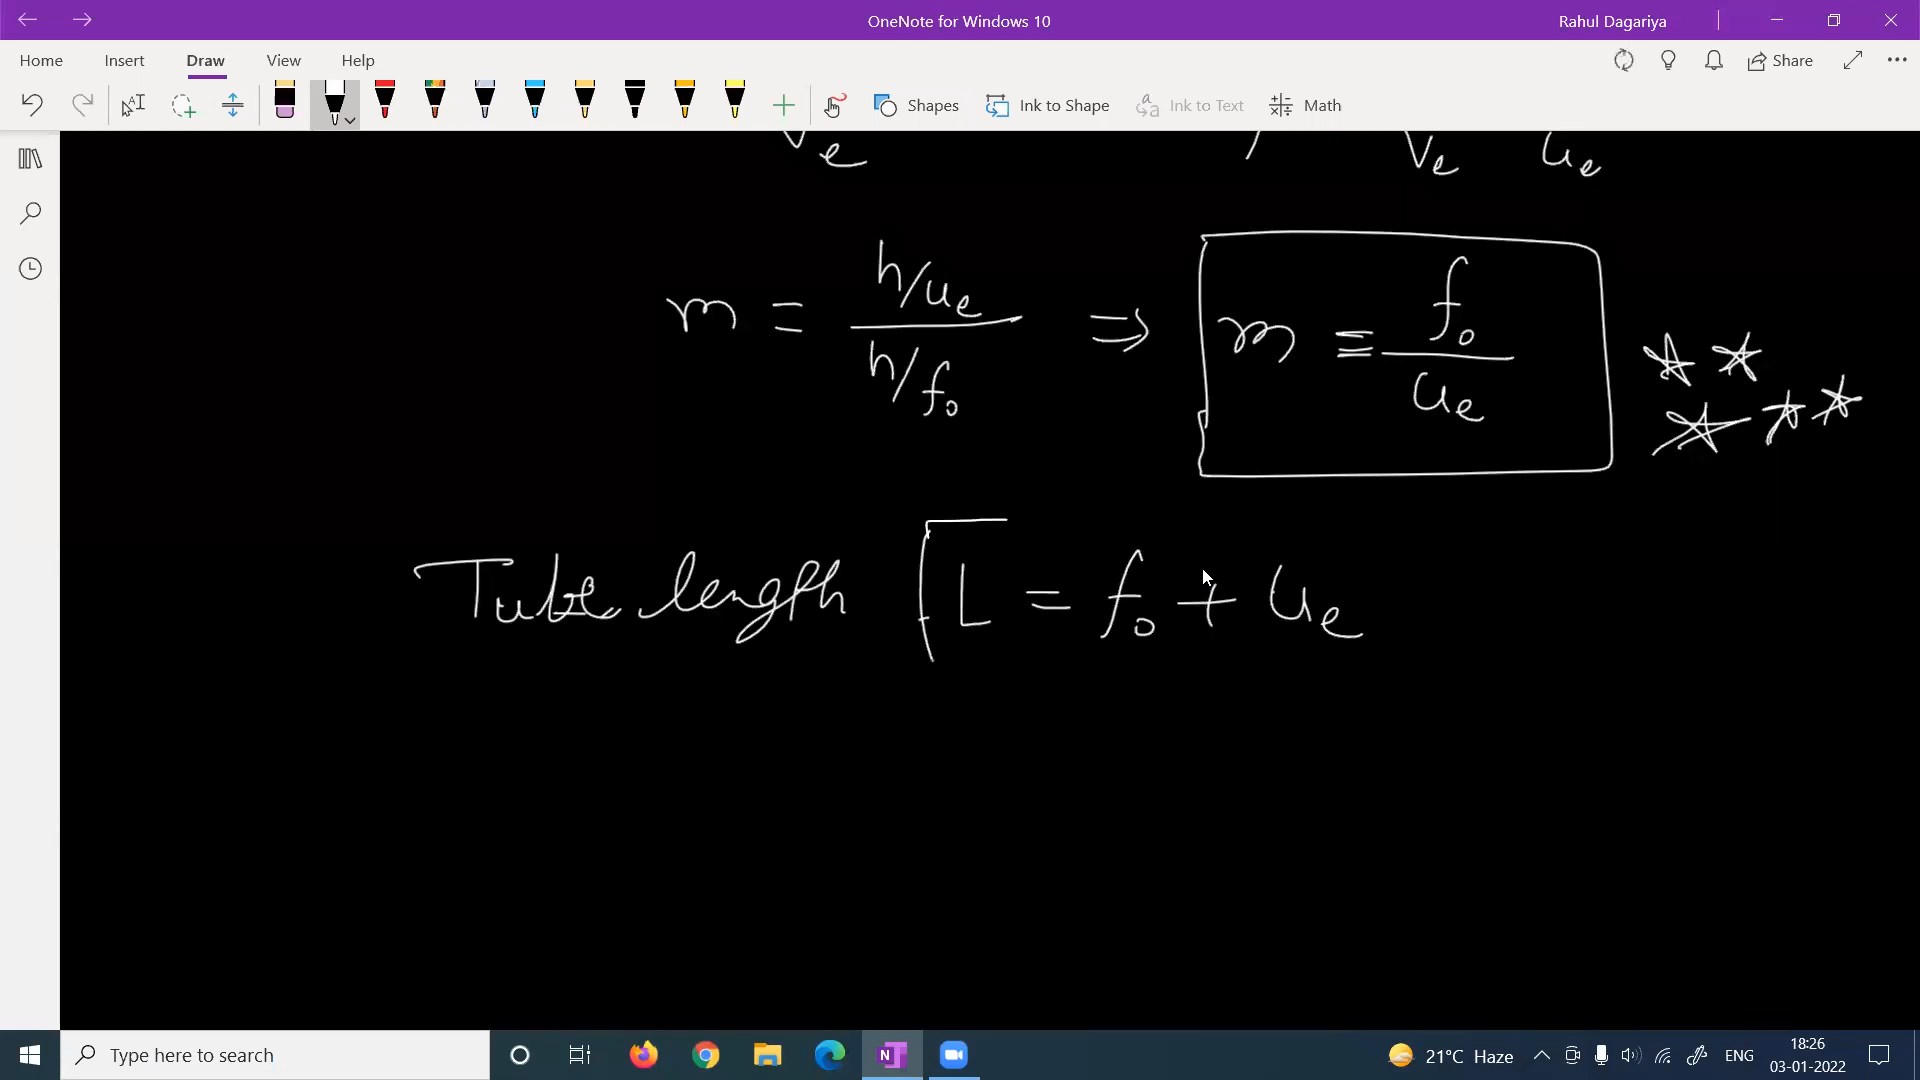 OneNote for Windows 10
Rahul Dagariya
Home Insert Draw View Help
Share
Shapes Ink to Shape Ink to Text Math
Ve Ve ue
m = h/ue / h/fo ⇒ m ≡ fo/ue
Tube length L = fo + ue
Type here to search
21°C Haze
ENG
18:26
03-01-2022